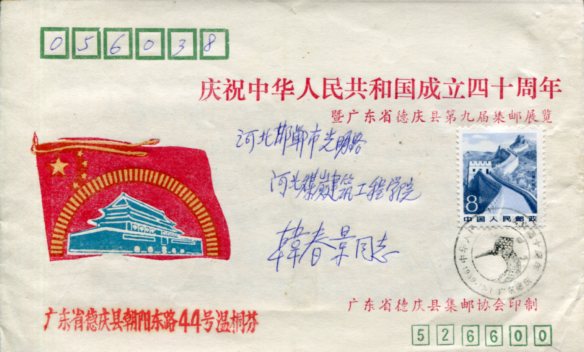 056038
庆祝中华人民共和国成立四十周年
暨广东省德庆县第九届集邮展览
河北邯郸市光明路
河北煤炭建筑工程学院
韩春景同志
8分
中国人民邮政
广东省德庆县集邮协会印制
广东省德庆县朝阳东路44号温桐芬
526600